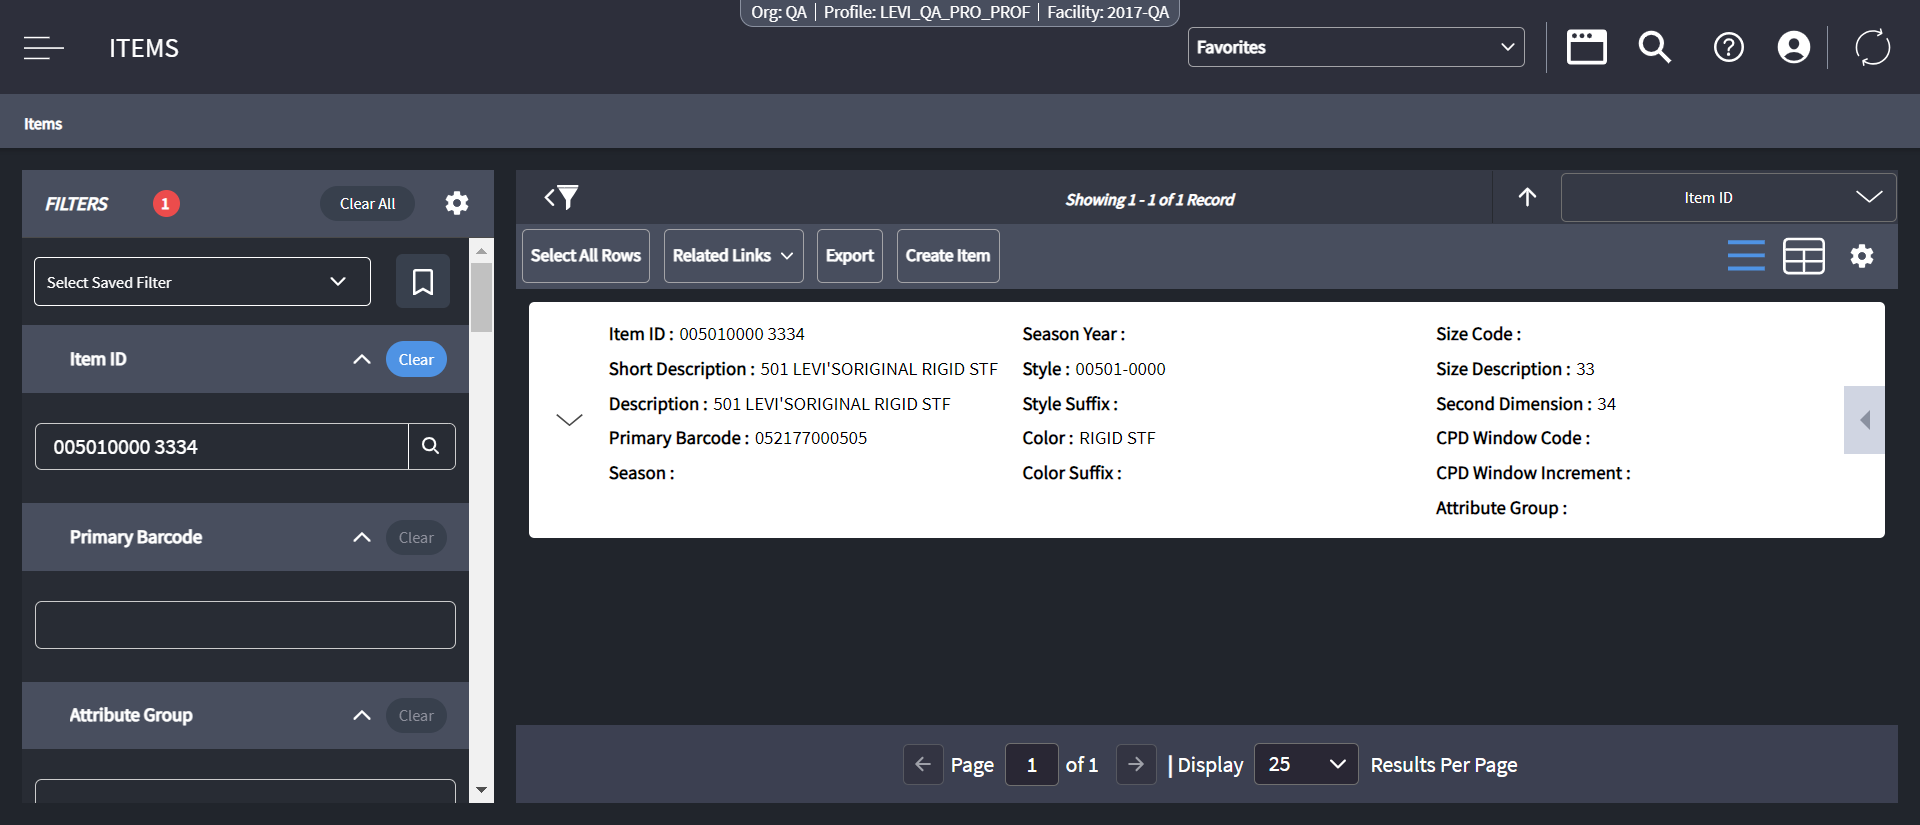 Org: QA | Profile: LEVI_QA_PRO_PROF | Facility: 2017-QA
ITEMS
Favorites
Items
FILTERS 1 Clear All
Select Saved Filter
Item ID Clear
005010000 3334
Primary Barcode Clear
Attribute Group Clear
Showing 1 - 1 of 1 Record
Item ID
Select All Rows Related Links Export Create Item
Item ID : 005010000 3334
Short Description : 501 LEVI'SORIGINAL RIGID STF
Description : 501 LEVI'SORIGINAL RIGID STF
Primary Barcode : 052177000505
Season :
Season Year :
Style : 00501-0000
Style Suffix :
Color : RIGID STF
Color Suffix :
Size Code :
Size Description : 33
Second Dimension : 34
CPD Window Code :
CPD Window Increment :
Attribute Group :
Page 1 of 1 | Display 25 Results Per Page